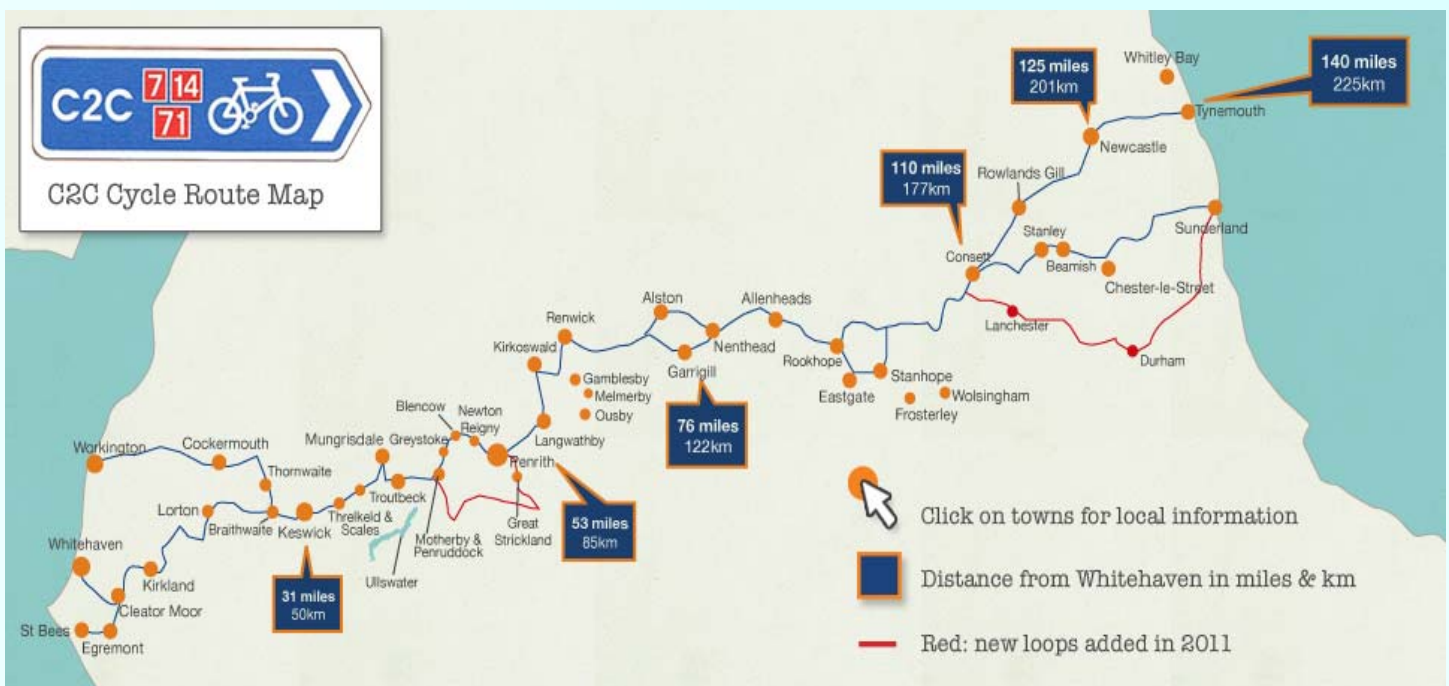 C2C
7 14
71
C2C Cycle Route Map
125 miles
201km
Whitley Bay
140 miles
225km
Tynemouth
Newcastle
110 miles
177km
Rowlands Gill
Stanley
Sunderland
Consett
Beamish
Chester-le-Street
Lanchester
Durham
Alston
Allenheads
Renwick
Nenthead
Kirkoswald
Garrigill
Rookhope
Gamblesby
Melmerby
Ousby
Eastgate
Stanhope
Wolsingham
Frosterley
76 miles
122km
Blencow
Newton
Reigny
Langwathby
Mungrisdale
Greystoke
Penrith
Workington
Cockermouth
Thornwaite
Troutbeck
Lorton
Braithwaite
Keswick
Threlkeld &
Scales
Motherby &
Penruddock
Great
Strickland
53 miles
85km
Whitehaven
Kirkland
Ullswater
31 miles
50km
Cleator Moor
St Bees
Egremont
Click on towns for local information
Distance from Whitehaven in miles & km
Red: new loops added in 2011